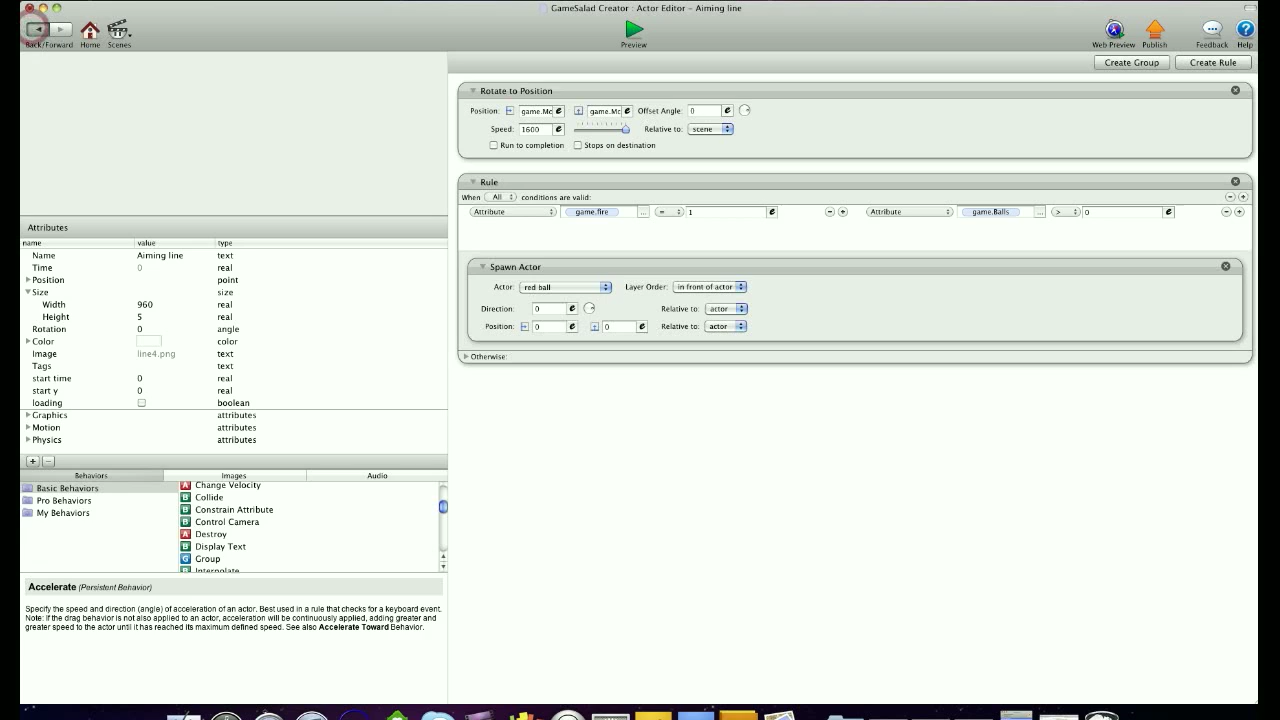 GameSalad Creator : Actor Editor - Aiming line
Back/Forward Home Scenes Preview Web Preview Publish Feedback Help
Create Group Create Rule
Rotate to Position
Position: game.Mc e game.Mc e Offset Angle: 0 e
Speed: 1600 e Relative to: scene
Run to completion Stops on destination
Rule
When All conditions are valid:
Attribute game.fire ... = 1 e Attribute game.Balls ... > 0 e
Spawn Actor
Actor: red ball Layer Order: in front of actor
Direction: 0 e Relative to: actor
Position: 0 e 0 e Relative to: actor
Otherwise:
Attributes
name value type
Name Aiming line text
Time 0 real
Position point
Size size
Width 960 real
Height 5 real
Rotation 0 angle
Color color
Image line4.png text
Tags text
start time 0 real
start y 0 real
loading boolean
Graphics attributes
Motion attributes
Physics attributes
+ −
Behaviors Images Audio
Basic Behaviors
Pro Behaviors
My Behaviors
A Change Velocity
B Collide
B Constrain Attribute
B Control Camera
A Destroy
B Display Text
G Group
Interpolate
Accelerate (Persistent Behavior)
Specify the speed and direction (angle) of acceleration of an actor. Best used in a rule that checks for a keyboard event.
Note: If the drag behavior is not also applied to an actor, acceleration will be continuously applied, adding greater and
greater speed to the actor until it has reached its maximum defined speed. See also Accelerate Toward Behavior.